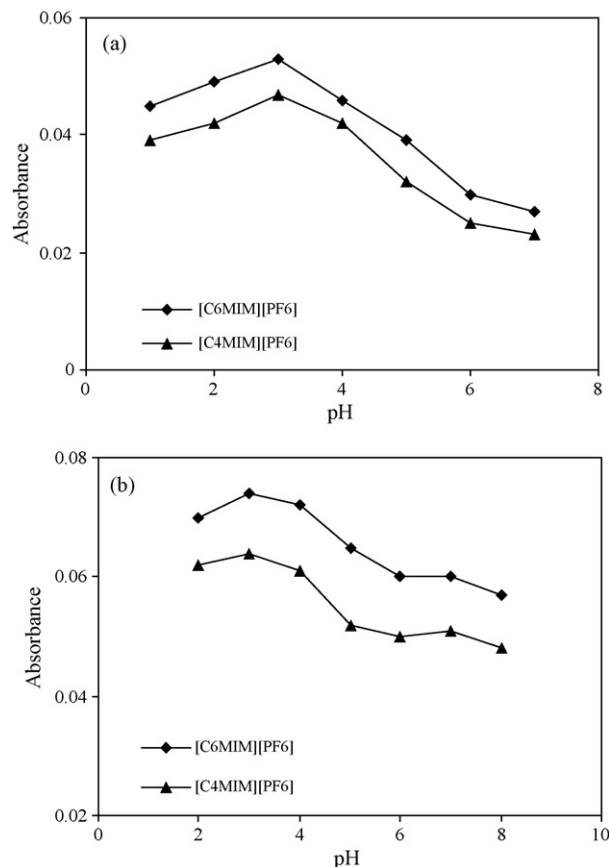 (a)
0.06
0.04
0.02
0
Absorbance
[C6MIM][PF6]
[C4MIM][PF6]
0 2 4 6 8
pH
(b)
0.08
0.06
0.04
0.02
Absorbance
[C6MIM][PF6]
[C4MIM][PF6]
0 2 4 6 8 10
pH